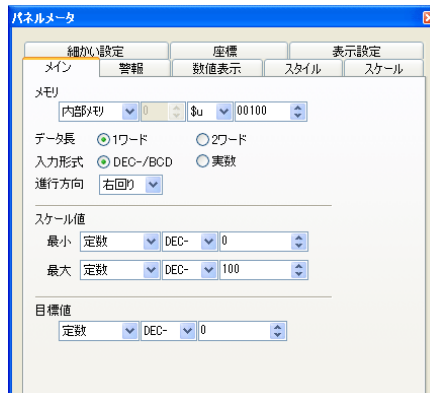 パネルメータ
細かい設定 座標 表示設定
メイン 警報 数値表示 スタイル スケール
メモリ
内部メモリ 0 $u 00100
データ長 1ワード 2ワード
入力形式 DEC-/BCD 実数
進行方向 右回り
スケール値
最小 定数 DEC- 0
最大 定数 DEC- 100
目標値
定数 DEC- 0